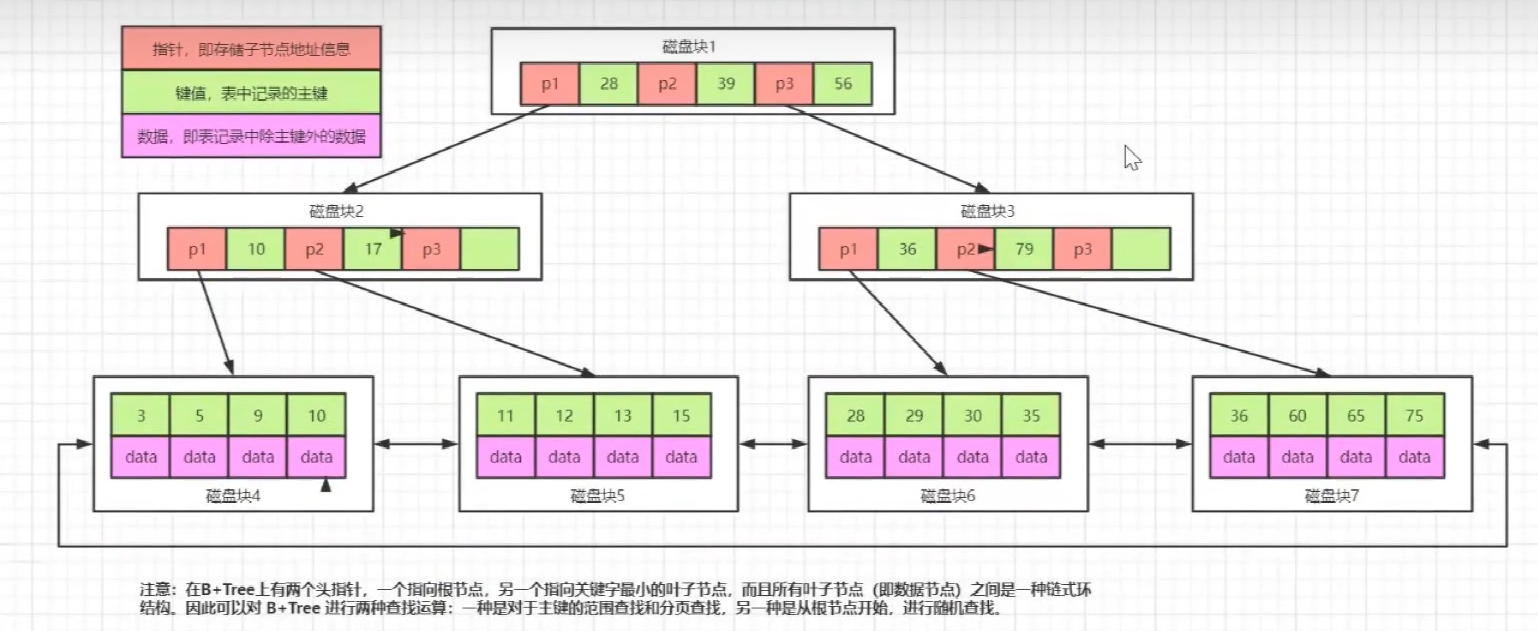 指针，即存储子节点地址信息
键值，表中记录的主键
数据，即表记录中除主键外的数据
磁盘块1
p1 28 p2 39 p3 56
磁盘块2
p1 10 p2 17 p3
磁盘块3
p1 36 p2 79 p3
3 5 9 10
data data data data
磁盘块4
11 12 13 15
data data data data
磁盘块5
28 29 30 35
data data data data
磁盘块6
36 60 65 75
data data data data
磁盘块7
注意：在B+Tree上有两个头指针，一个指向根节点，另一个指向关键字最小的叶子节点，而且所有叶子节点（即数据节点）之间是一种链式环
结构。因此可以对 B+Tree 进行两种查找运算：一种是对于主键的范围查找和分页查找，另一种是从根节点开始，进行随机查找。